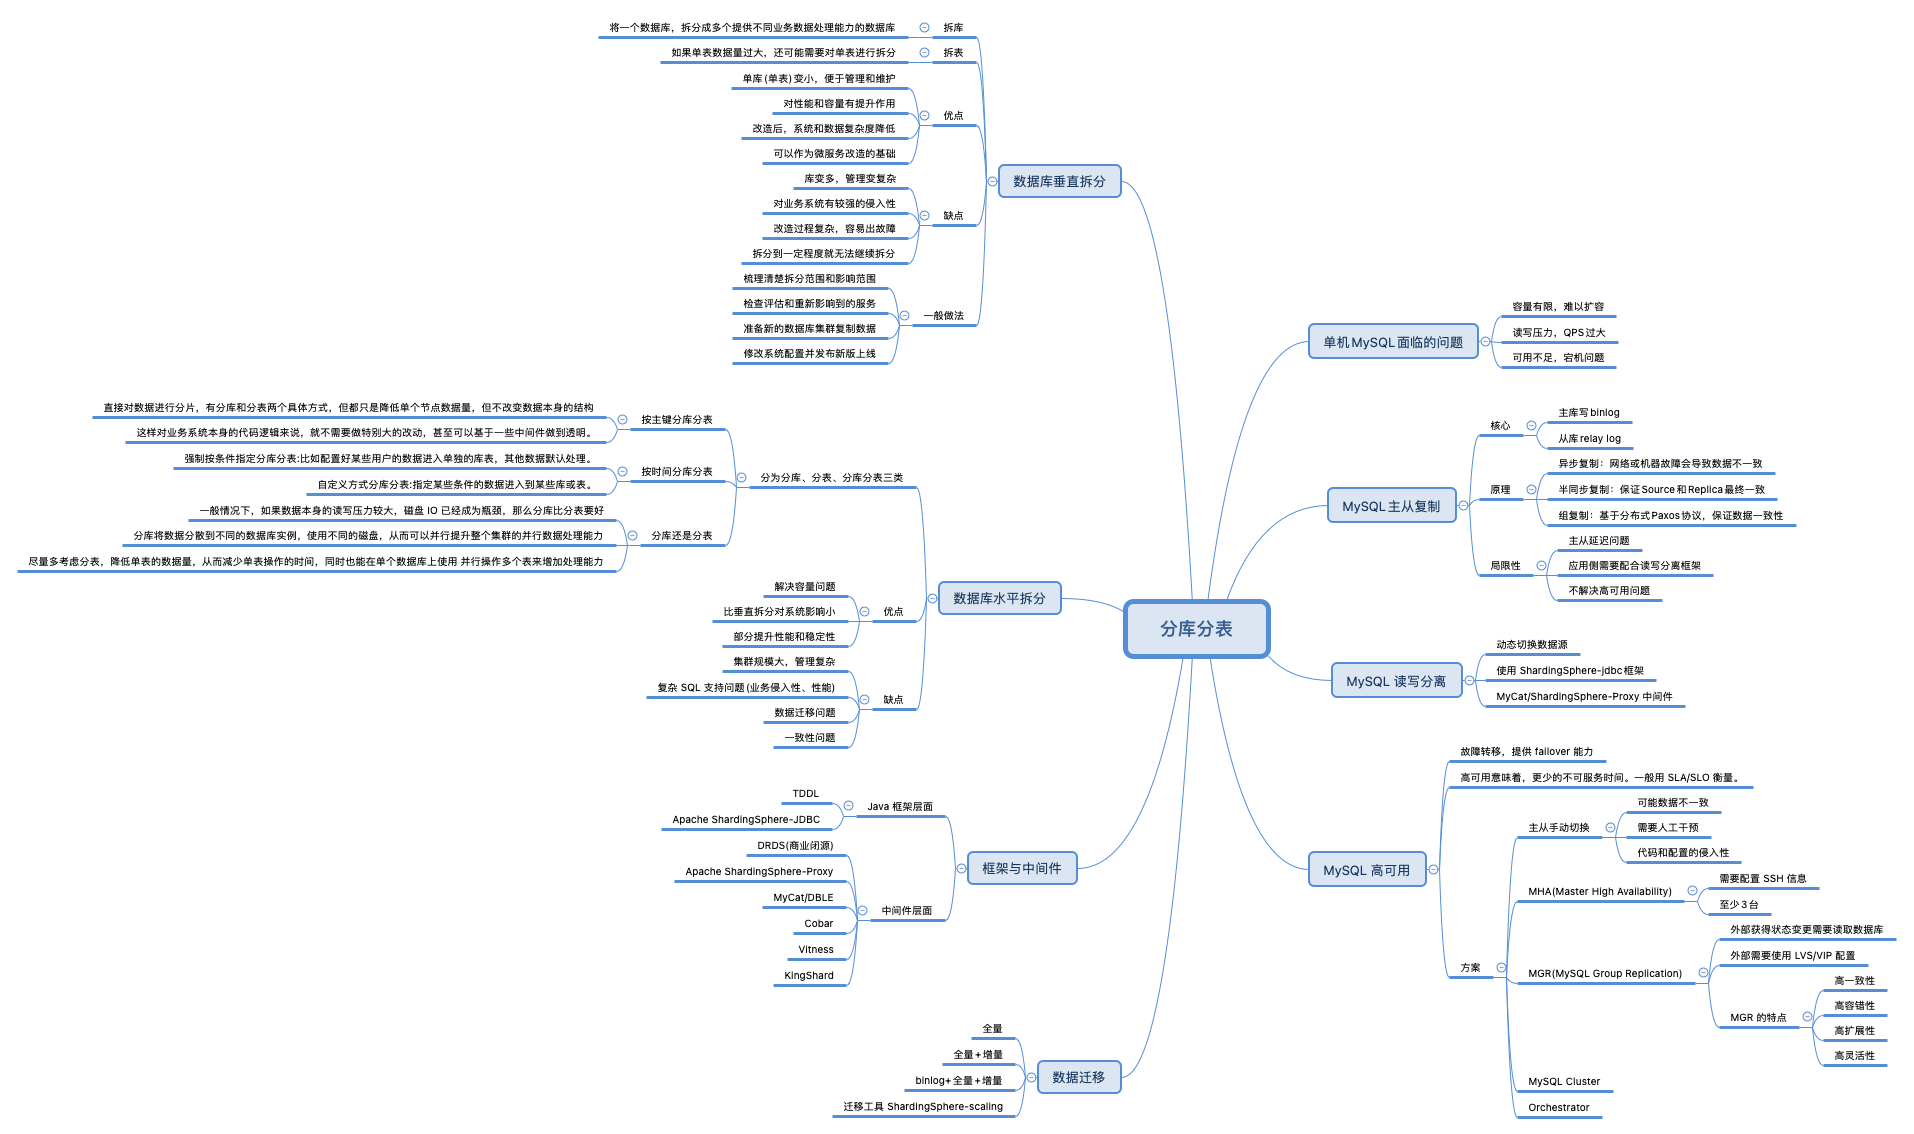 分库分表
单机MySQL面临的问题
容量有限，难以扩容
读写压力，QPS过大
可用不足，宕机问题
MySQL主从复制
核心
主库写binlog
从库relay log
原理
异步复制：网络或机器故障会导致数据不一致
半同步复制：保证Source和Replica最终一致
组复制：基于分布式Paxos协议，保证数据一致性
局限性
主从延迟问题
应用侧需要配合读写分离框架
不解决高可用问题
MySQL 读写分离
动态切换数据源
使用 ShardingSphere-jdbc框架
MyCat/ShardingSphere-Proxy 中间件
MySQL 高可用
故障转移，提供 failover 能力
高可用意味着，更少的不可服务时间。一般用 SLA/SLO 衡量。
方案
主从手动切换
可能数据不一致
需要人工干预
代码和配置的侵入性
MHA(Master High Availability)
需要配置 SSH 信息
至少3台
MGR(MySQL Group Replication)
外部获得状态变更需要读取数据库
外部需要使用 LVS/VIP 配置
MGR 的特点
高一致性
高容错性
高扩展性
高灵活性
MySQL Cluster
Orchestrator
数据库垂直拆分
拆库
将一个数据库，拆分成多个提供不同业务数据处理能力的数据库
拆表
如果单表数据量过大，还可能需要对单表进行拆分
优点
单库(单表)变小，便于管理和维护
对性能和容量有提升作用
改造后，系统和数据复杂度降低
可以作为微服务改造的基础
缺点
库变多，管理变复杂
对业务系统有较强的侵入性
改造过程复杂，容易出故障
拆分到一定程度就无法继续拆分
一般做法
梳理清楚拆分范围和影响范围
检查评估和重新影响到的服务
准备新的数据库集群复制数据
修改系统配置并发布新版上线
数据库水平拆分
分为分库、分表、分库分表三类
按主键分库分表
直接对数据进行分片，有分库和分表两个具体方式，但都只是降低单个节点数据量，但不改变数据本身的结构
这样对业务系统本身的代码逻辑来说，就不需要做特别大的改动，甚至可以基于一些中间件做到透明。
按时间分库分表
强制按条件指定分库分表:比如配置好某些用户的数据进入单独的库表，其他数据默认处理。
自定义方式分库分表:指定某些条件的数据进入到某些库或表。
分库还是分表
一般情况下，如果数据本身的读写压力较大，磁盘 IO 已经成为瓶颈，那么分库比分表要好
分库将数据分散到不同的数据库实例，使用不同的磁盘，从而可以并行提升整个集群的并行数据处理能力
尽量多考虑分表，降低单表的数据量，从而减少单表操作的时间，同时也能在单个数据库上使用 并行操作多个表来增加处理能力
优点
解决容量问题
比垂直拆分对系统影响小
部分提升性能和稳定性
缺点
集群规模大，管理复杂
复杂 SQL 支持问题(业务侵入性、性能)
数据迁移问题
一致性问题
框架与中间件
Java 框架层面
TDDL
Apache ShardingSphere-JDBC
中间件层面
DRDS(商业闭源)
Apache ShardingSphere-Proxy
MyCat/DBLE
Cobar
Vitness
KingShard
数据迁移
全量
全量+增量
binlog+全量+增量
迁移工具 ShardingSphere-scaling